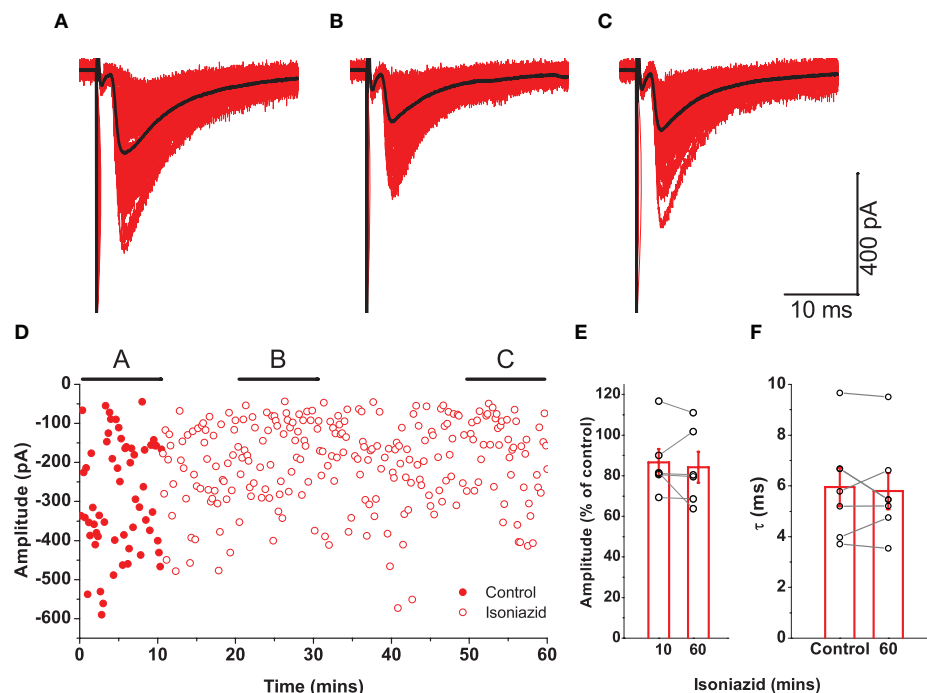 A
B
C
400 pA
10 ms
D
E
F
A
B
C
0
-100
-200
-300
-400
-500
-600
Amplitude (pA)
Control
Isoniazid
0
10
20
30
40
50
60
Time (mins)
120
100
80
60
40
20
0
Amplitude (% of control)
10
60
10
8
6
4
2
0
τ (ms)
Control
60
Isoniazid (mins)